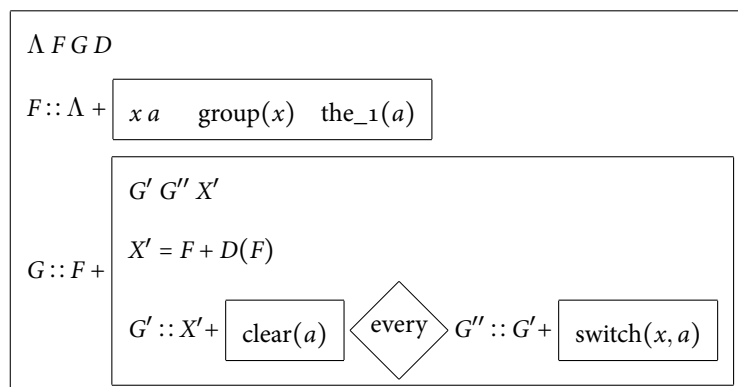 Λ F G D
F :: Λ + x a group(x) the_1(a)
G :: F +
G′ G″ X′
X′ = F + D(F)
G′ :: X′+ clear(a) every G″ :: G′+ switch(x, a)